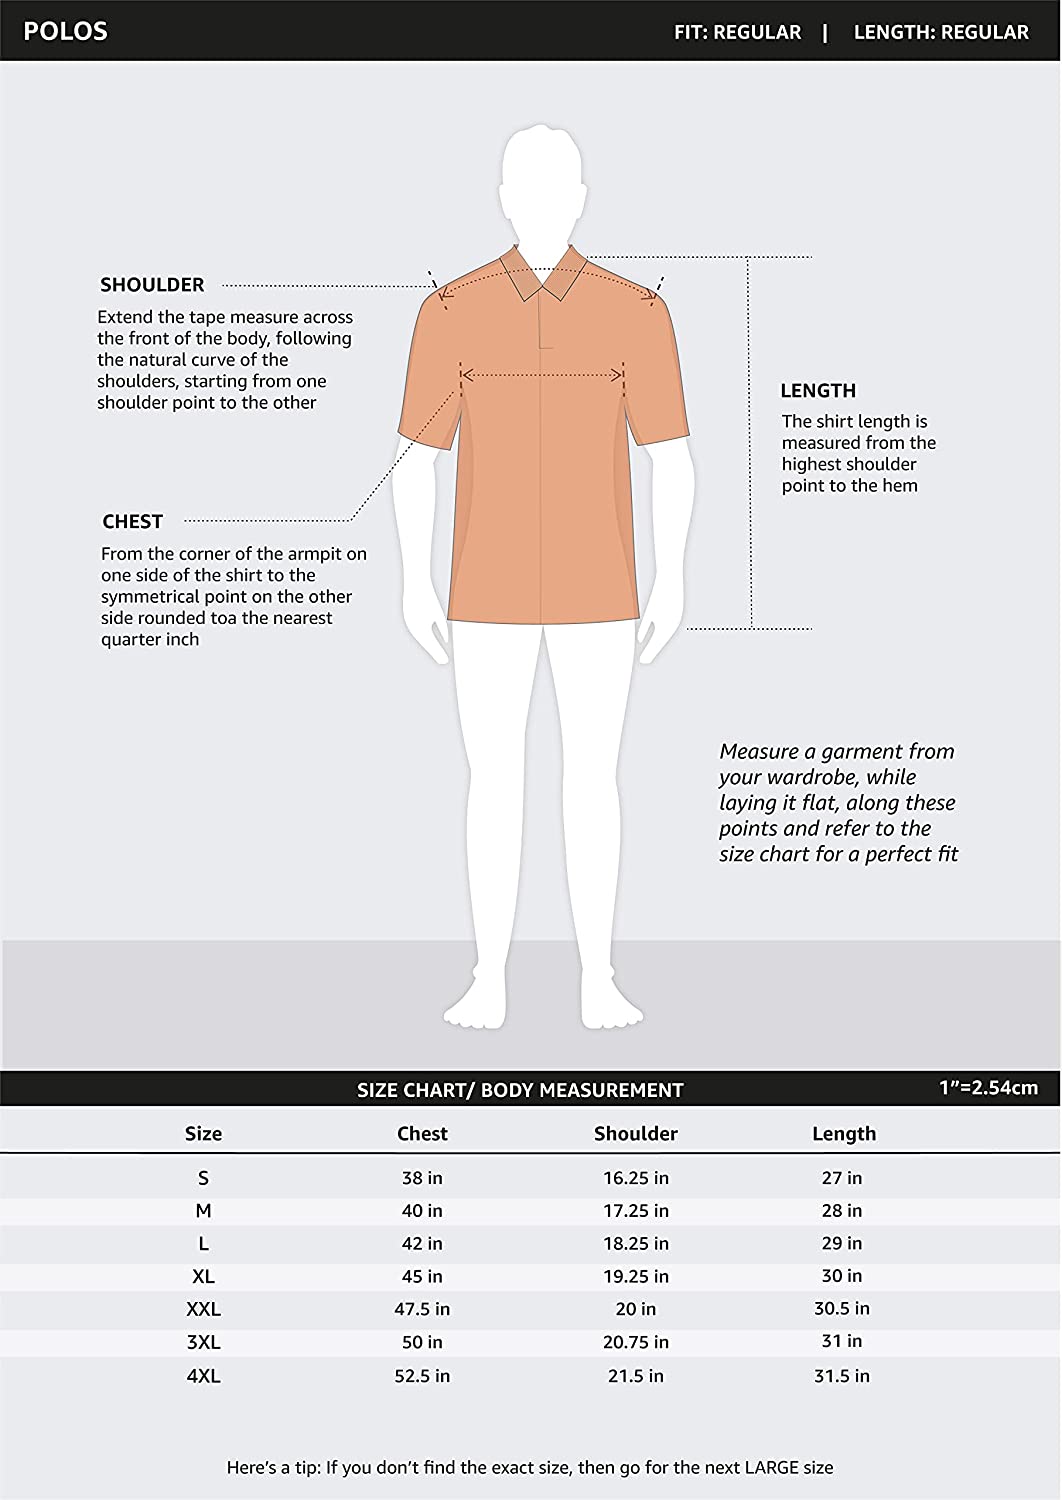 POLOS
FIT: REGULAR | LENGTH: REGULAR
SHOULDER
Extend the tape measure across
the front of the body, following
the natural curve of the
shoulders, starting from one
shoulder point to the other
LENGTH
The shirt length is
measured from the
highest shoulder
point to the hem
CHEST
From the corner of the armpit on
one side of the shirt to the
symmetrical point on the other
side rounded toa the nearest
quarter inch
Measure a garment from
your wardrobe, while
laying it flat, along these
points and refer to the
size chart for a perfect fit
SIZE CHART/ BODY MEASUREMENT
1”=2.54cm
Size Chest Shoulder Length
S 38 in 16.25 in 27 in
M 40 in 17.25 in 28 in
L 42 in 18.25 in 29 in
XL 45 in 19.25 in 30 in
XXL 47.5 in 20 in 30.5 in
3XL 50 in 20.75 in 31 in
4XL 52.5 in 21.5 in 31.5 in
Here’s a tip: If you don’t find the exact size, then go for the next LARGE size